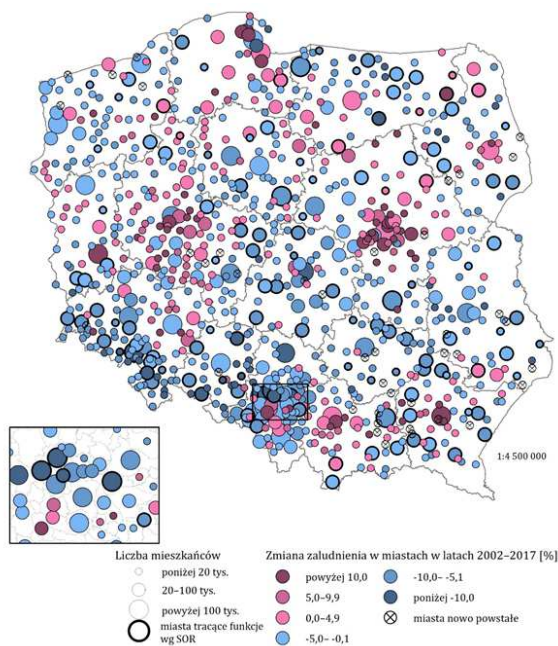 1:4 500 000
Liczba mieszkańców
poniżej 20 tys.
20–100 tys.
powyżej 100 tys.
miasta tracące funkcje
wg SOR
Zmiana zaludnienia w miastach w latach 2002–2017 [%]
powyżej 10,0
5,0–9,9
0,0–4,9
-5,0– -0,1
-10,0– -5,1
poniżej -10,0
miasta nowo powstałe